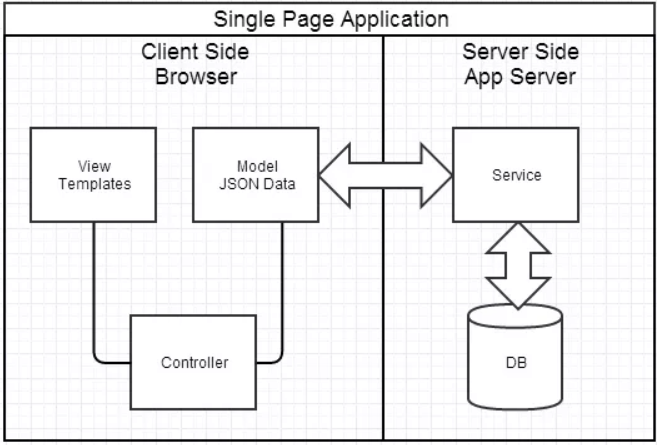 Single Page Application
Client Side
Browser
Server Side
App Server
View
Templates
Model
JSON Data
Service
Controller
DB